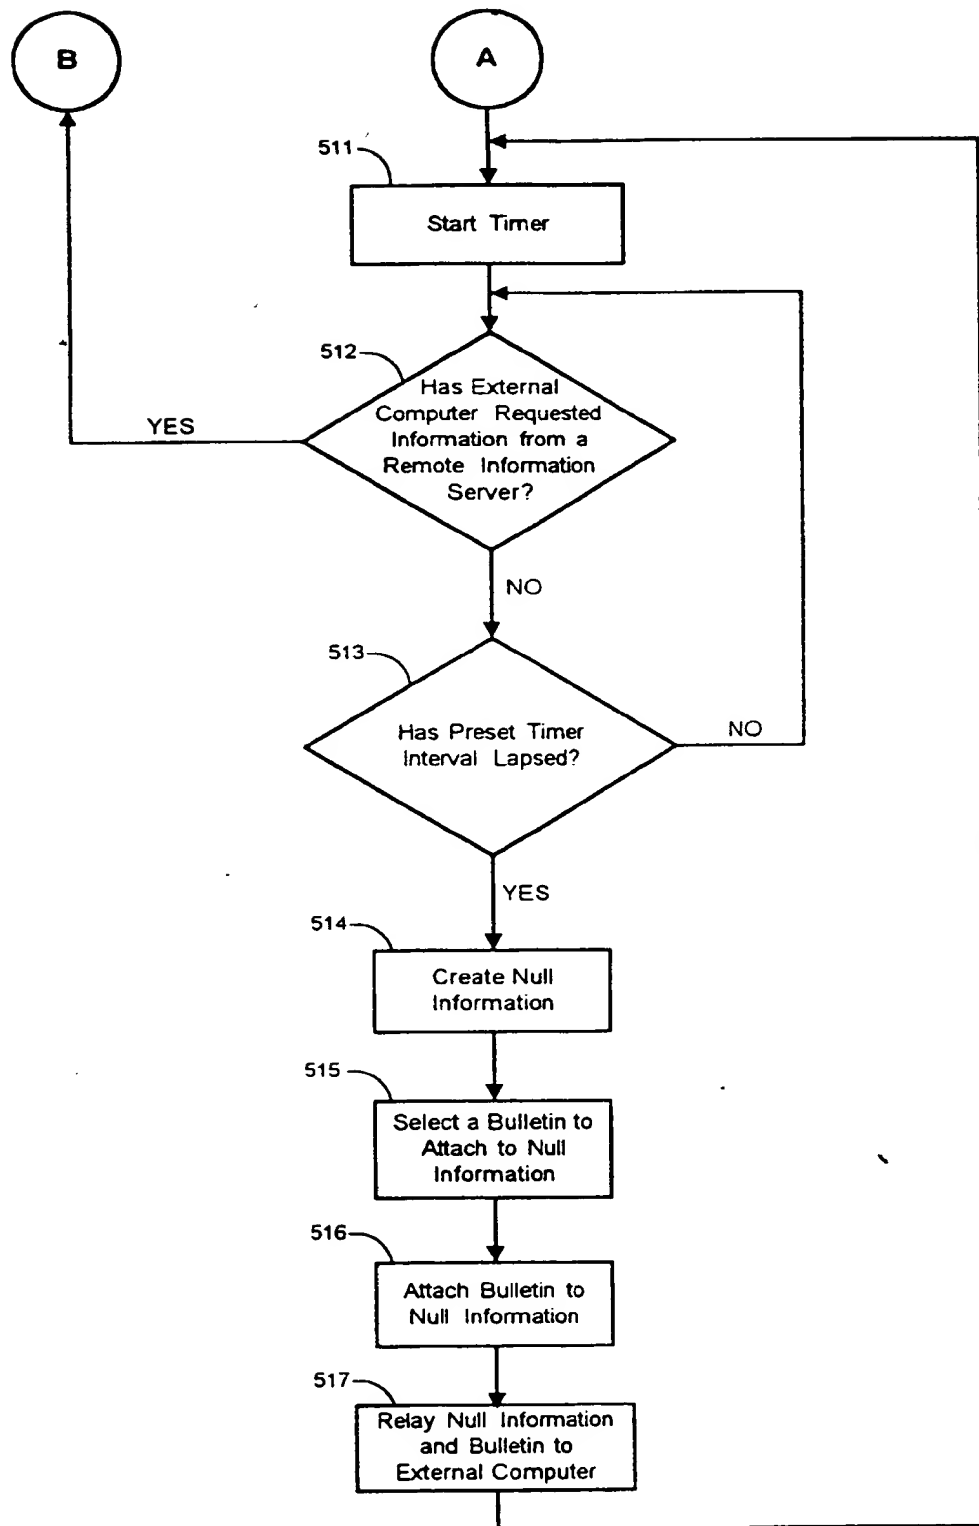 B
A
511
Start Timer
512
Has External
Computer Requested
Information from a
Remote Information
Server?
YES
NO
513
Has Preset Timer
Interval Lapsed?
NO
YES
514
Create Null
Information
515
Select a Bulletin to
Attach to Null
Information
516
Attach Bulletin to
Null Information
517
Relay Null Information
and Bulletin to
External Computer